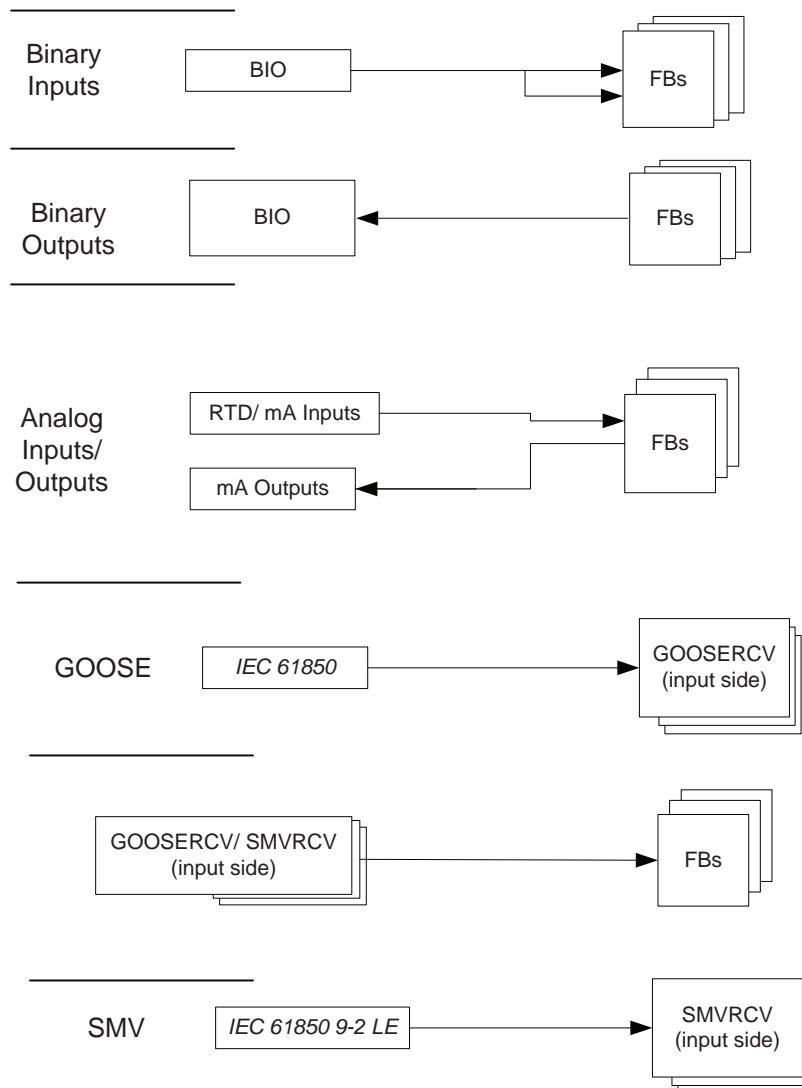 Binary
Inputs
BIO
FBs
Binary
Outputs
BIO
FBs
Analog
Inputs/
Outputs
RTD/ mA Inputs
mA Outputs
FBs
GOOSE
IEC 61850
GOOSERCV
(input side)
GOOSERCV/ SMVRCV
(input side)
FBs
SMV
IEC 61850 9-2 LE
SMVRCV
(input side)